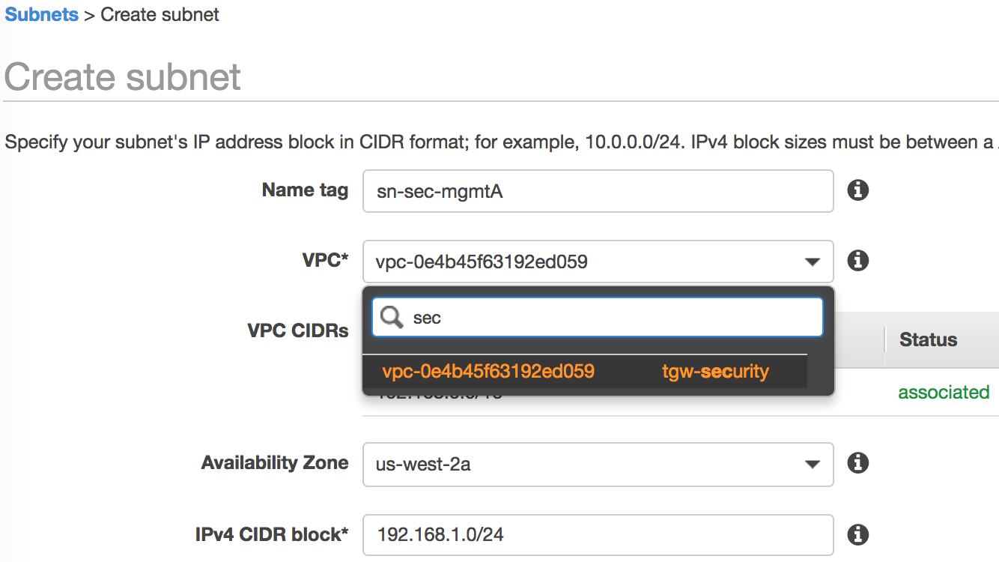 Subnets > Create subnet
Create subnet
Specify your subnet's IP address block in CIDR format; for example, 10.0.0.0/24. IPv4 block sizes must be between a
Name tag sn-sec-mgmtA
VPC* vpc-0e4b45f63192ed059
sec
VPC CIDRs Status
vpc-0e4b45f63192ed059 tgw-security
associated
Availability Zone us-west-2a
IPv4 CIDR block* 192.168.1.0/24